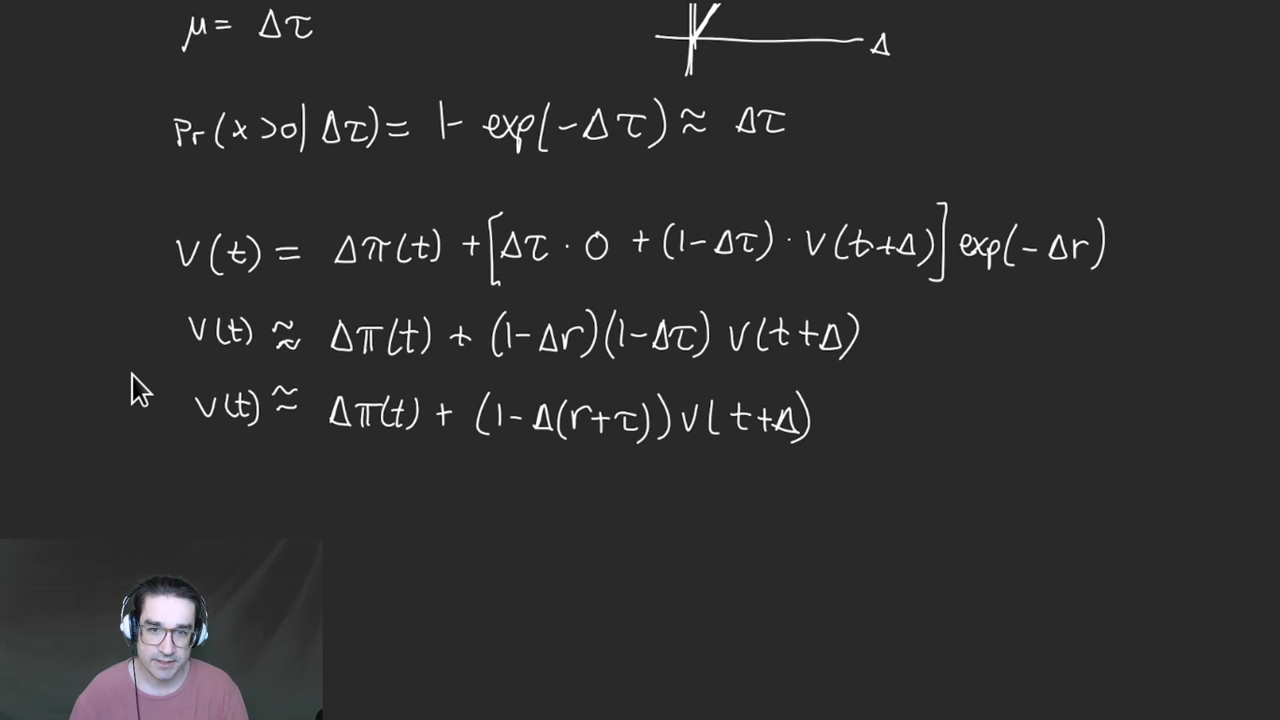 μ = Δτ
Δ
Pr(x>0|Δτ) = 1- exp(-Δτ) ≈ Δτ
V(t) = Δπ(t) + [Δτ · 0 + (1-Δτ) · V(t+Δ)] exp(-Δr)
V(t) ≈ Δπ(t) + (1-Δr)(1-Δτ) V(t+Δ)
V(t) ≈ Δπ(t) + (1-Δ(r+τ)) V(t+Δ)